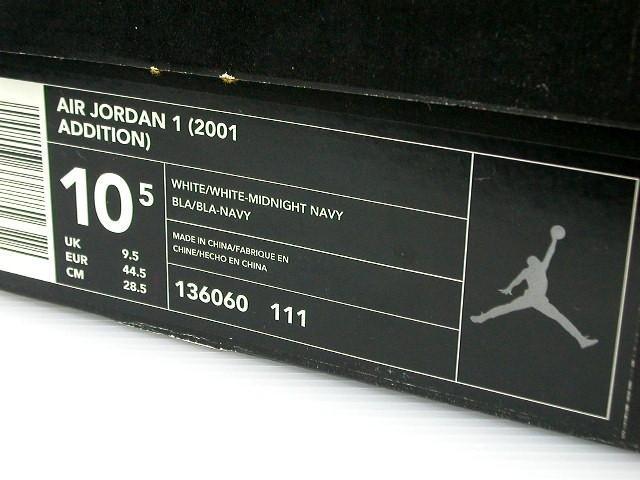 AIR JORDAN 1 (2001
ADDITION)
10 5
UK 9.5
EUR 44.5
CM 28.5
WHITE/WHITE-MIDNIGHT NAVY
BLA/BLA-NAVY
MADE IN CHINA/FABRIQUE EN
CHINE/HECHO EN CHINA
136060 111